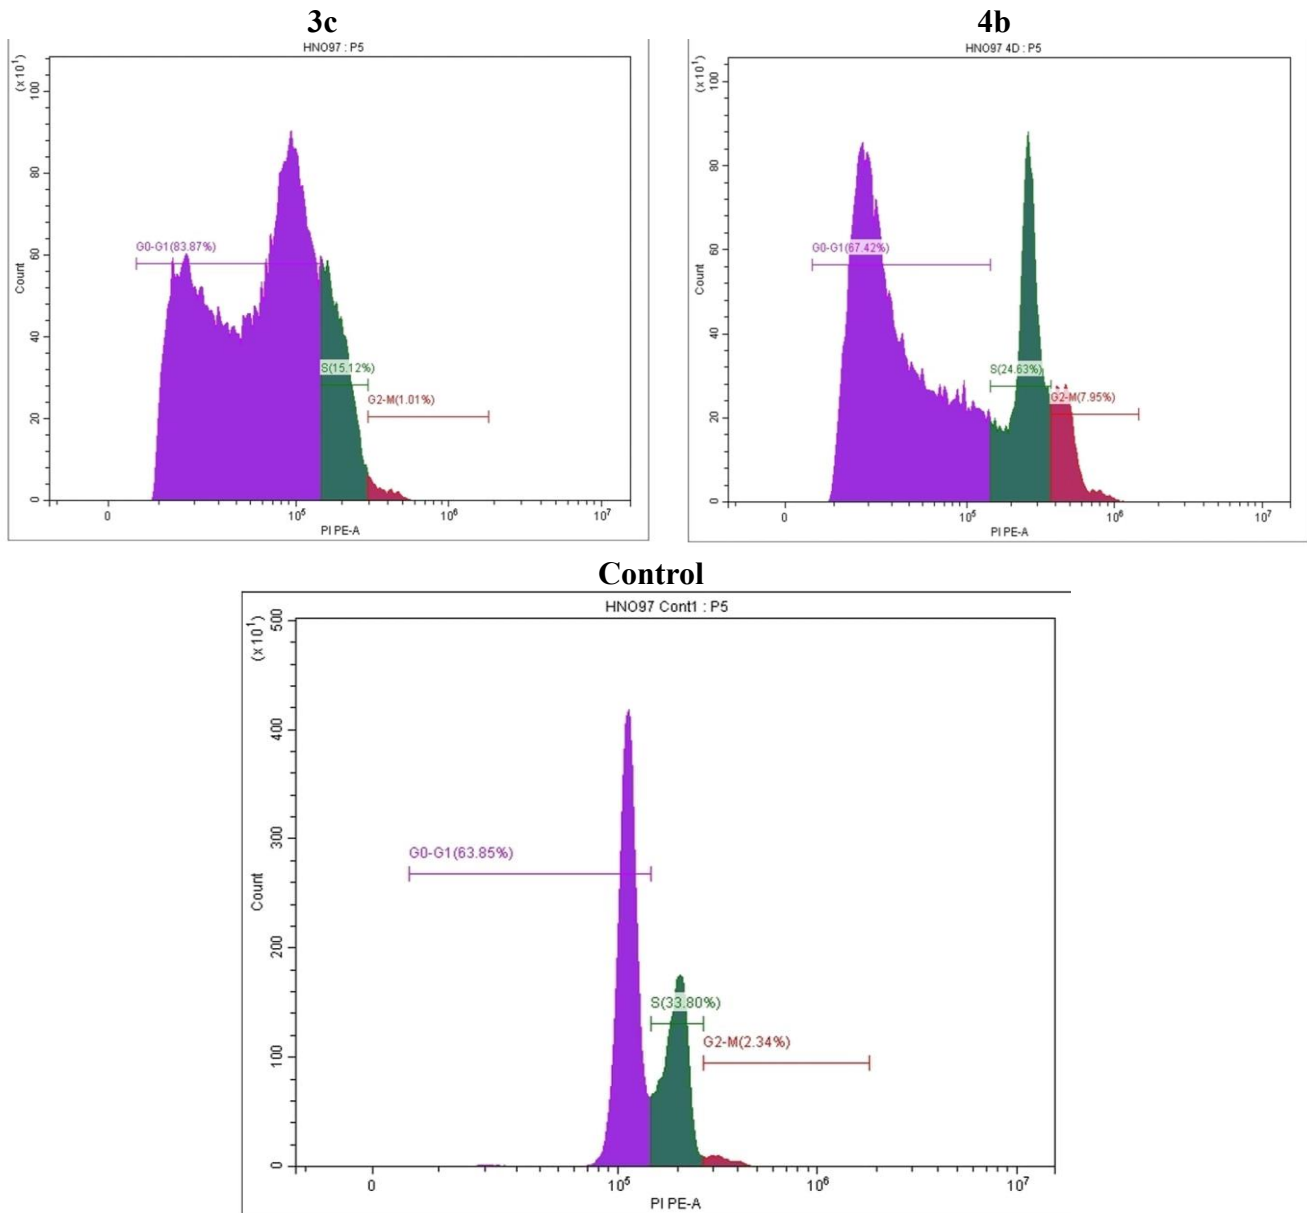 3c
HNO97 : P5
(x 10¹)
Count
100
80
60
40
20
0
G0-G1(83.87%)
S(15.12%)
G2-M(1.01%)
0 10⁵ 10⁶ 10⁷
PI PE-A
4b
HNO97 4D : P5
(x 10¹)
Count
100
80
60
40
20
0
G0-G1(67.42%)
S(24.63%)
G2-M(7.95%)
0 10⁵ 10⁶ 10⁷
PI PE-A
Control
HNO97 Cont1 : P5
(x 10¹)
Count
500
400
300
200
100
0
G0-G1(63.85%)
S(33.80%)
G2-M(2.34%)
0 10⁵ 10⁶ 10⁷
PI PE-A